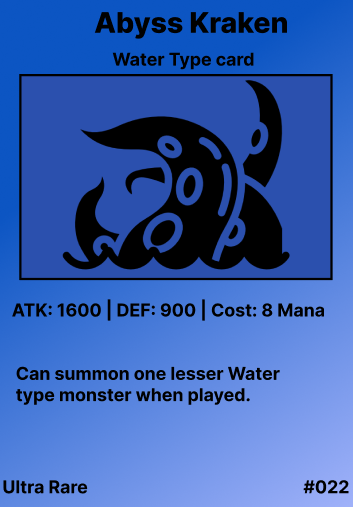 Abyss Kraken
Water Type card
ATK: 1600 | DEF: 900 | Cost: 8 Mana
Can summon one lesser Water
type monster when played.
Ultra Rare #022